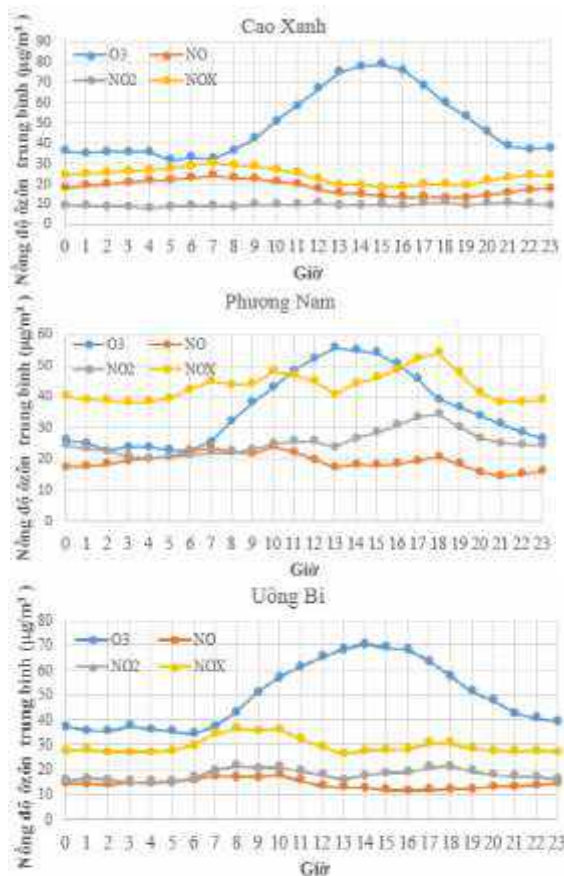 Cao Xanh
Nồng độ ôzôn trung bình (µg/m³)
90
80
70
60
50
40
30
20
10
0
O3 NO
NO2 NOX
0 1 2 3 4 5 6 7 8 9 10 11 12 13 14 15 16 17 18 19 20 21 22 23
Giờ
Phương Nam
Nồng độ ôzôn trung bình (µg/m³)
60
50
40
30
20
10
0
O3 NO
NO2 NOX
0 1 2 3 4 5 6 7 8 9 10 11 12 13 14 15 16 17 18 19 20 21 22 23
Giờ
Uông Bí
Nồng độ ôzôn trung bình (µg/m³)
80
70
60
50
40
30
20
10
0
O3 NO
NO2 NOX
0 1 2 3 4 5 6 7 8 9 10 11 12 13 14 15 16 17 18 19 20 21 22 23
Giờ